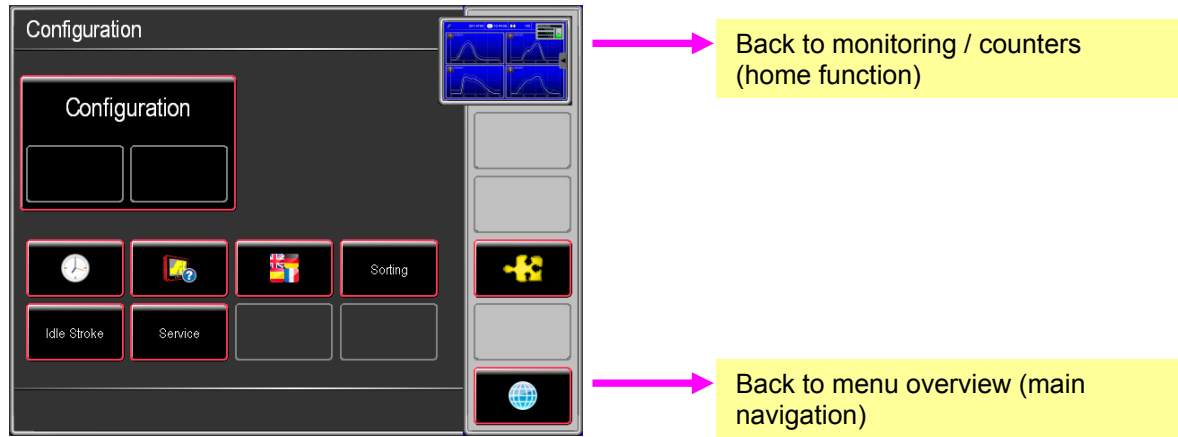 Configuration
Configuration
Sorting
Idle Stroke
Service
Back to monitoring / counters
(home function)
Back to menu overview (main
navigation)